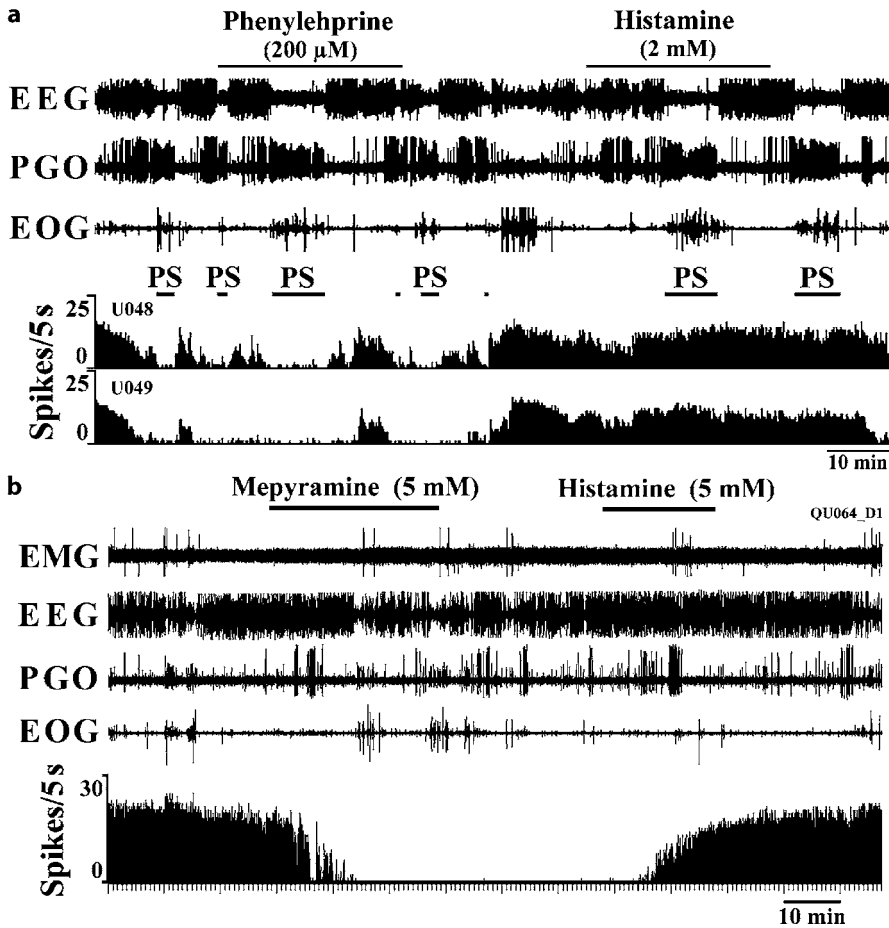 a
Phenylehprine
(200 µM)
Histamine
(2 mM)
EEG
PGO
EOG
PS PS PS PS PS PS
25
U048
0
25
U049
0
Spikes/5s
10 min
b
Mepyramine (5 mM)
Histamine (5 mM)
QU064_D1
EMG
EEG
PGO
EOG
30
0
Spikes/5s
10 min